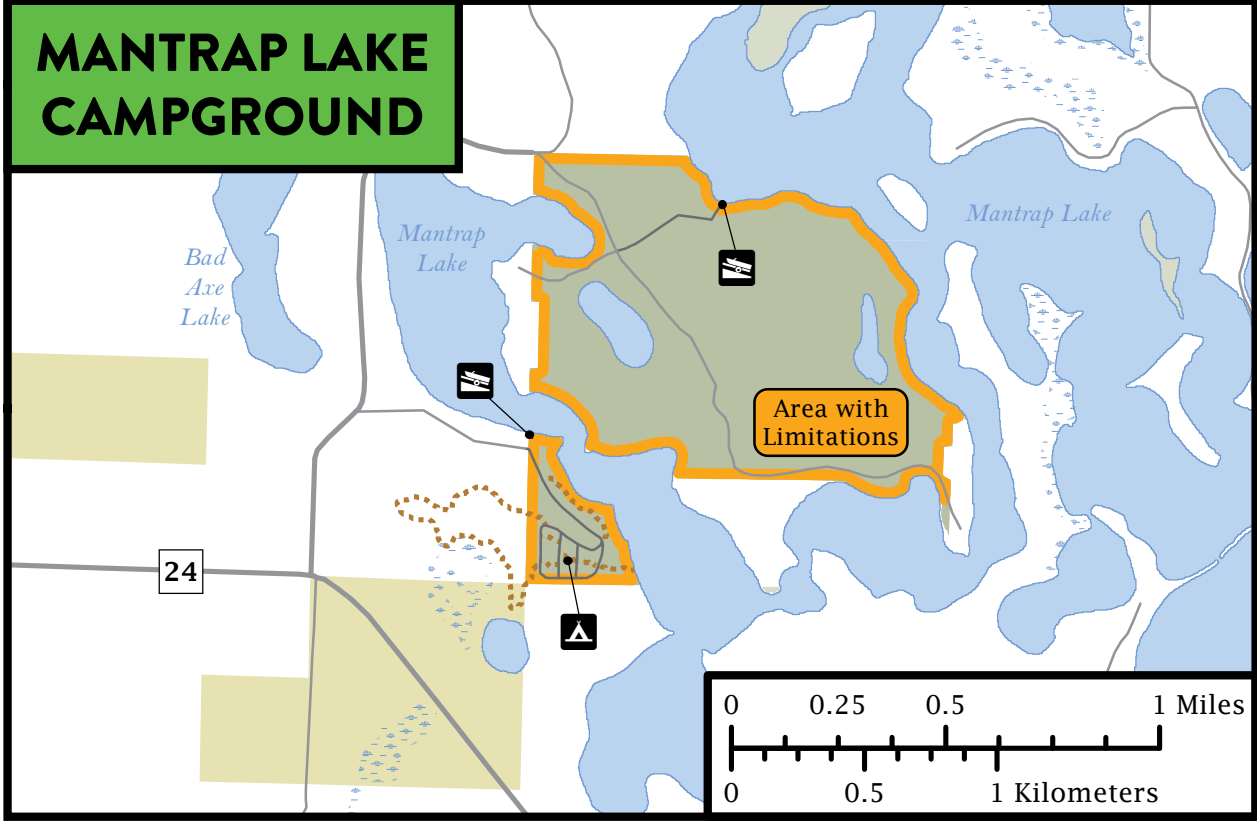 MANTRAP LAKE
CAMPGROUND
Mantrap
Lake
Mantrap Lake
Bad
Axe
Lake
Area with
Limitations
24
0 0.25 0.5 1 Miles
0 0.5 1 Kilometers